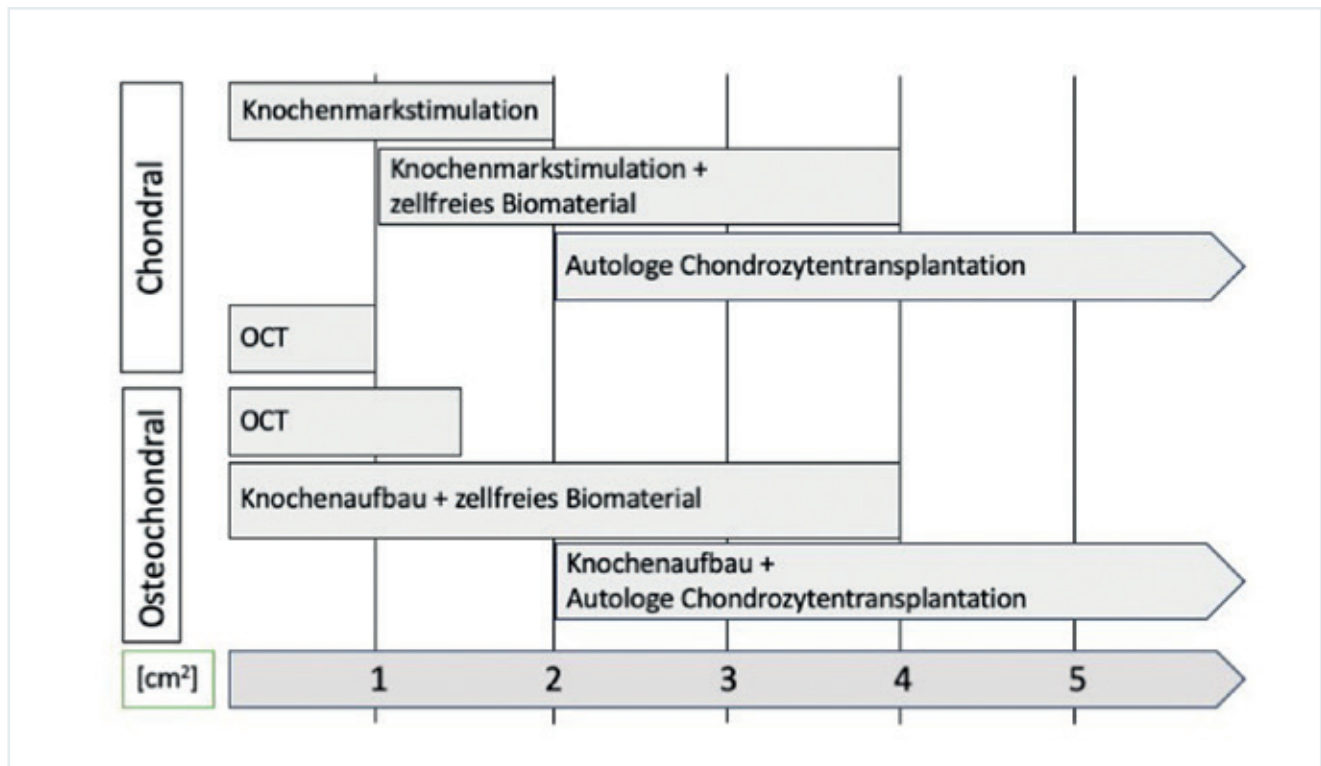 Chondral
Knochenmarkstimulation
Knochenmarkstimulation +
zellfreies Biomaterial
Autologe Chondrozytentransplantation
OCT
Osteochondral
OCT
Knochenaufbau + zellfreies Biomaterial
Knochenaufbau +
Autologe Chondrozytentransplantation
[cm²] 1 2 3 4 5